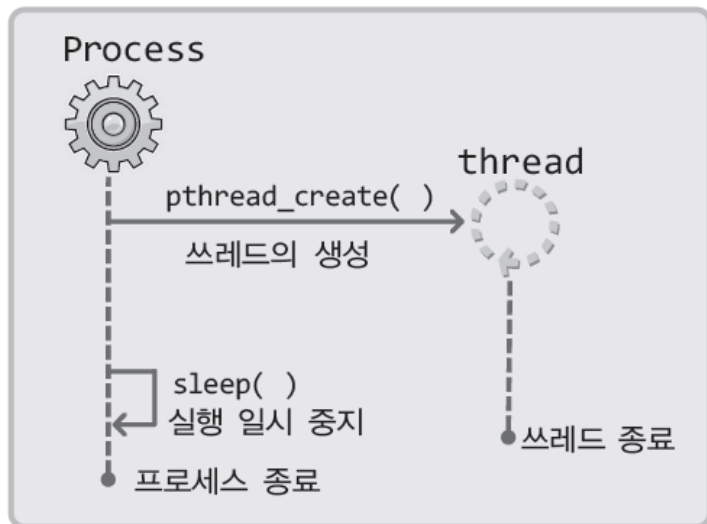 Process
thread
pthread_create( )
쓰레드의 생성
sleep( )
실행 일시 중지
쓰레드 종료
프로세스 종료